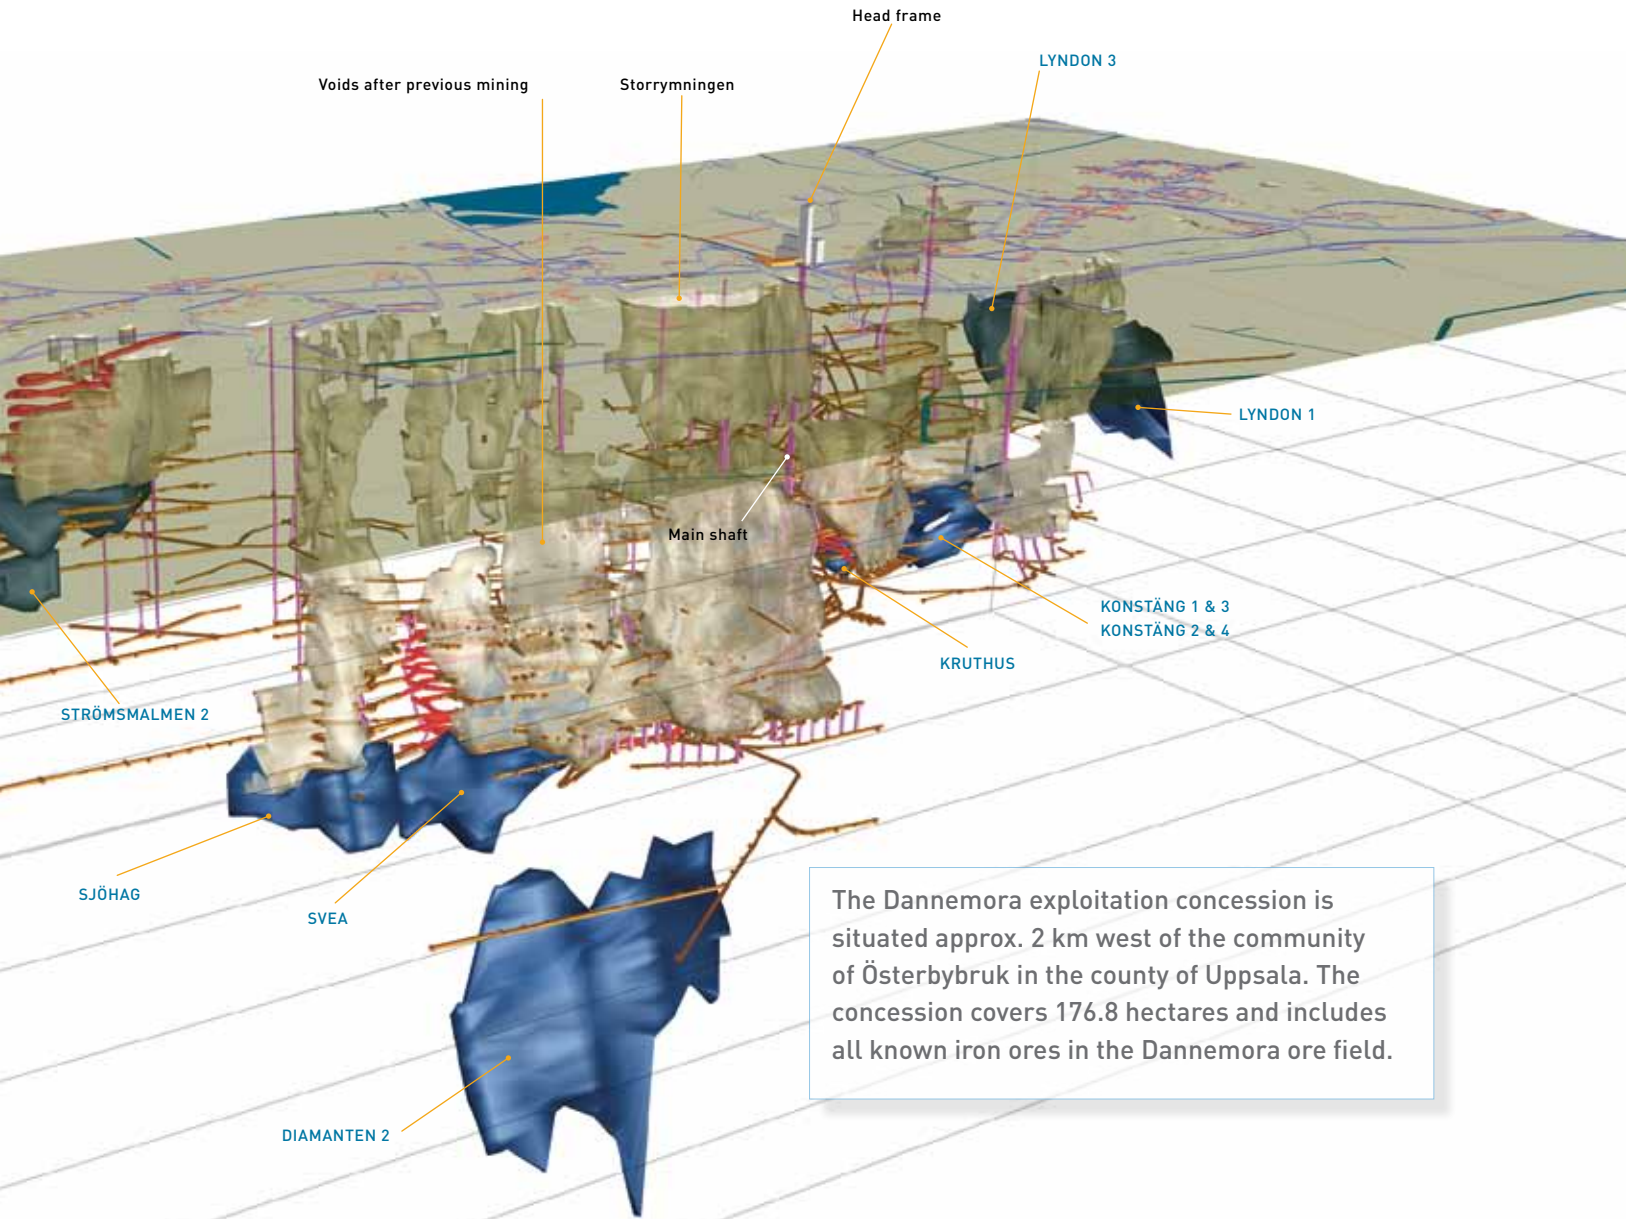 Head frame
LYNDON 3
Voids after previous mining
Storrymningen
LYNDON 1
Main shaft
KONSTÄNG 1 & 3
KONSTÄNG 2 & 4
KRUTHUS
STRÖMSMALMEN 2
SJÖHAG
SVEA
The Dannemora exploitation concession is
situated approx. 2 km west of the community
of Österbybruk in the county of Uppsala. The
concession covers 176.8 hectares and includes
all known iron ores in the Dannemora ore field.
DIAMANTEN 2